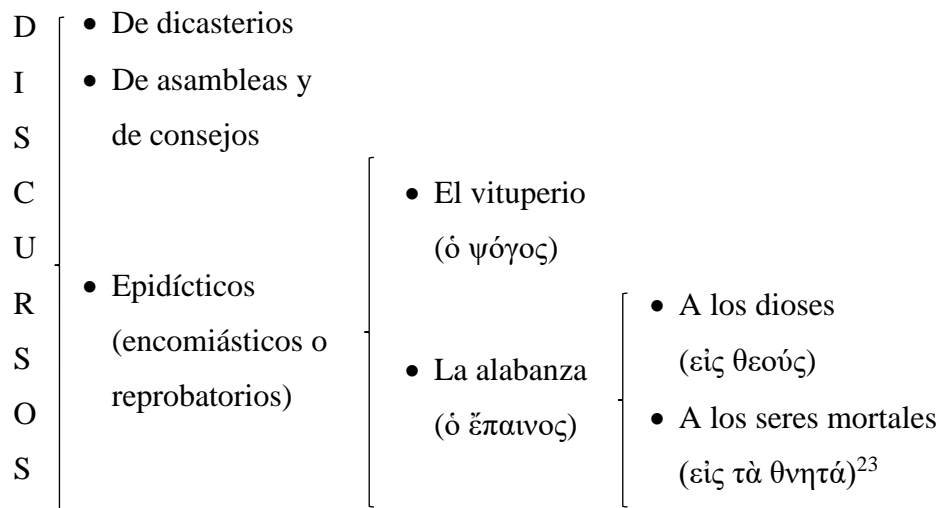 DISCURSOS
• De dicasterios
• De asambleas y
de consejos
• Epidícticos
(encomiásticos o
reprobatorios)
• El vituperio
(ὁ ψόγος)
• La alabanza
(ὁ ἔπαινος)
• A los dioses
(εἰς θεούς)
• A los seres mortales
(εἰς τὰ θνητά)²³